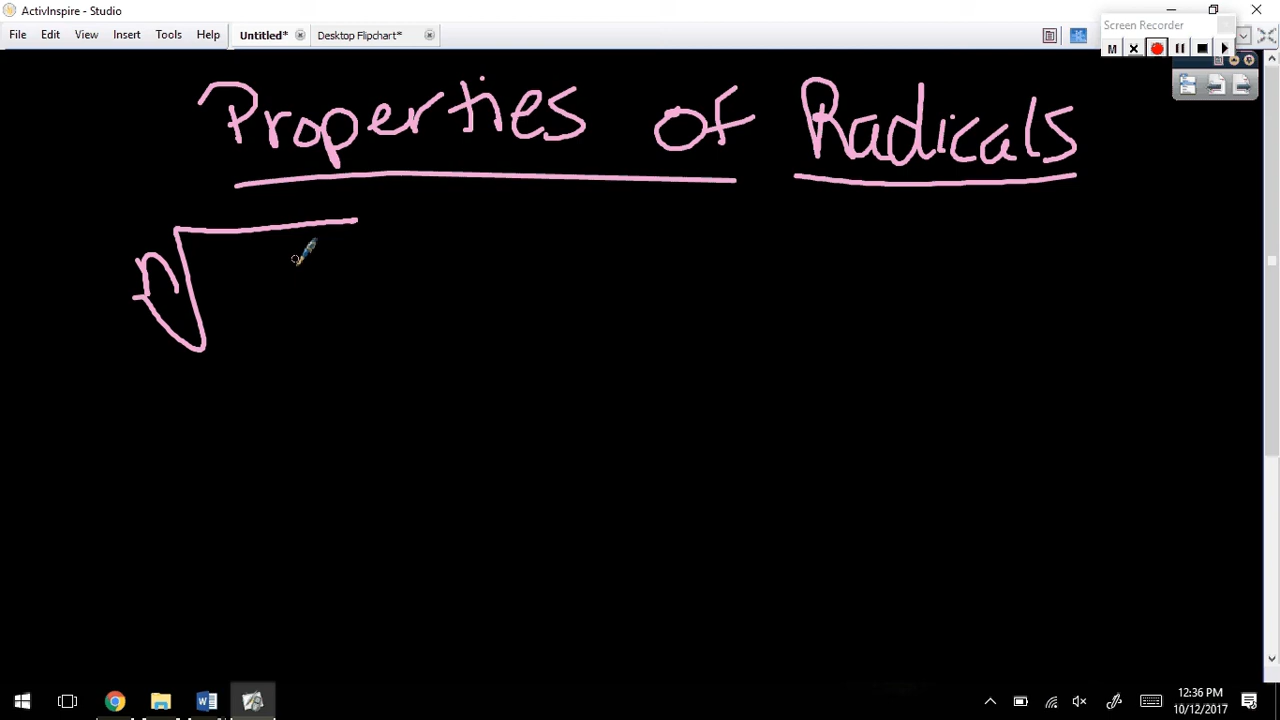 ActivInspire - Studio
Screen Recorder
File Edit View Insert Tools Help Untitled* Desktop Flipchart*
M
Properties of Radicals
n√
12:36 PM
10/12/2017